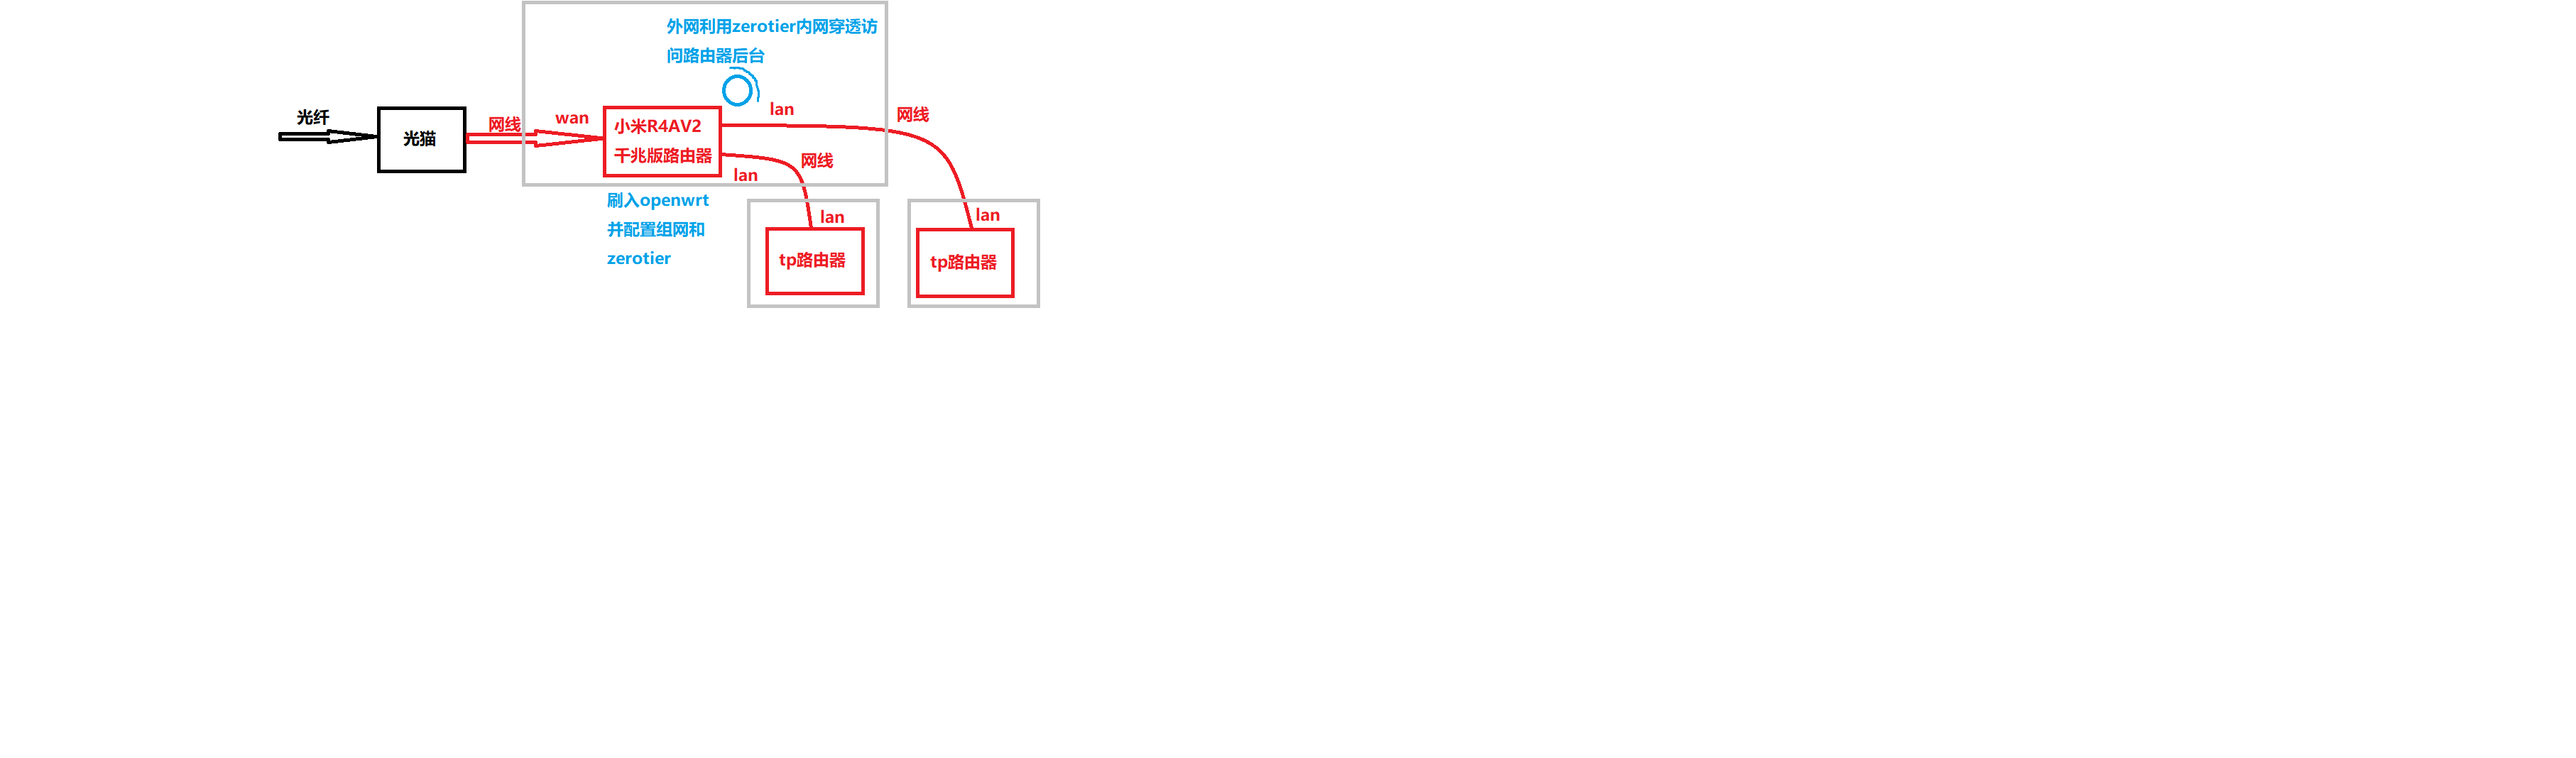 外网利用zerotier内网穿透访
问路由器后台
光纤
光猫
网线
wan
小米R4AV2
千兆版路由器
lan
网线
网线
lan
刷入openwrt
并配置组网和
zerotier
lan
tp路由器
lan
tp路由器